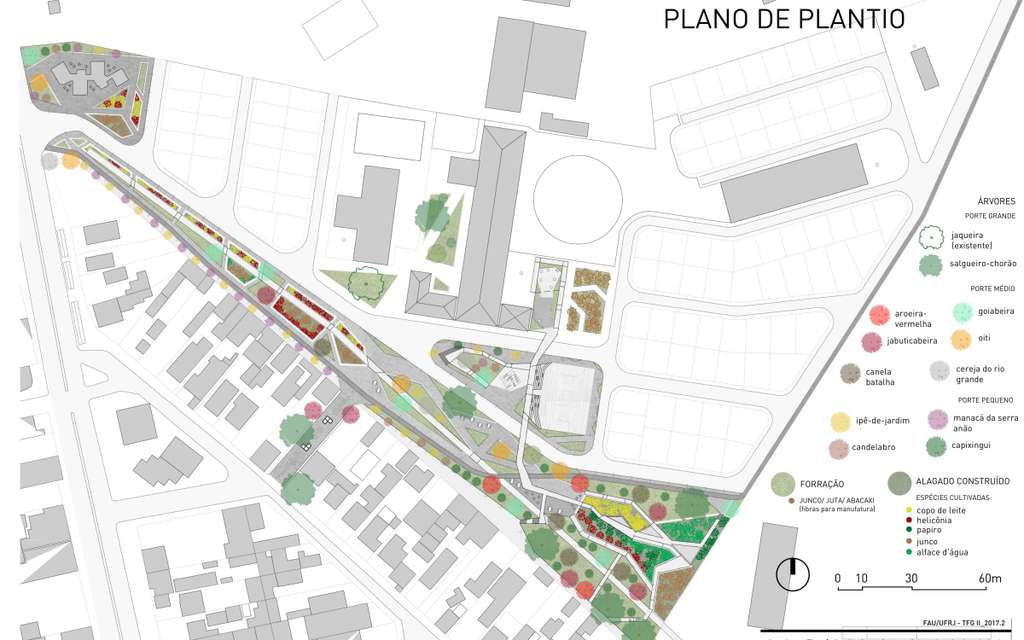 PLANO DE PLANTIO
ÁRVORES
PORTE GRANDE
jaqueira
(existente)
salgueiro-chorão
PORTE MÉDIO
aroeira-
vermelha
goiabeira
jabuticabeira
oiti
canela
batalha
cereja do rio
grande
PORTE PEQUENO
ipê-de-jardim
manacá da serra
anão
candelabro
capixingui
FORRAÇÃO
JUNCO/ JUTA/ ABACAXI
(fibras para manufatura)
ALAGADO CONSTRUÍDO
ESPÉCIES CULTIVADAS:
copo de leite
helicônia
papiro
junco
alface d'água
0 10 30 60m
FAU/UFRJ - TFG II_2017.2